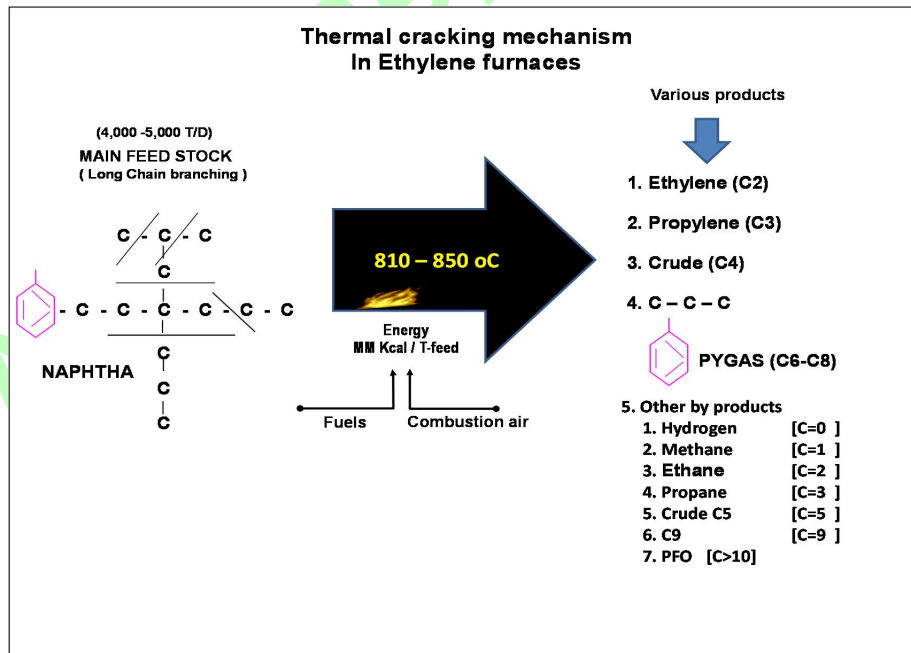 Thermal cracking mechanism
In Ethylene furnaces
(4,000 -5,000 T/D)
MAIN FEED STOCK
( Long Chain branching )
C - C - C
C
- C - C - C - C - C - C - C
C
C
C
NAPHTHA
810 – 850 oC
Energy
MM Kcal / T-feed
Fuels
Combustion air
Various products
1. Ethylene (C2)
2. Propylene (C3)
3. Crude (C4)
4. C – C – C
PYGAS (C6-C8)
5. Other by products
1. Hydrogen [C=0 ]
2. Methane [C=1 ]
3. Ethane [C=2 ]
4. Propane [C=3 ]
5. Crude C5 [C=5 ]
6. C9 [C=9 ]
7. PFO [C>10]